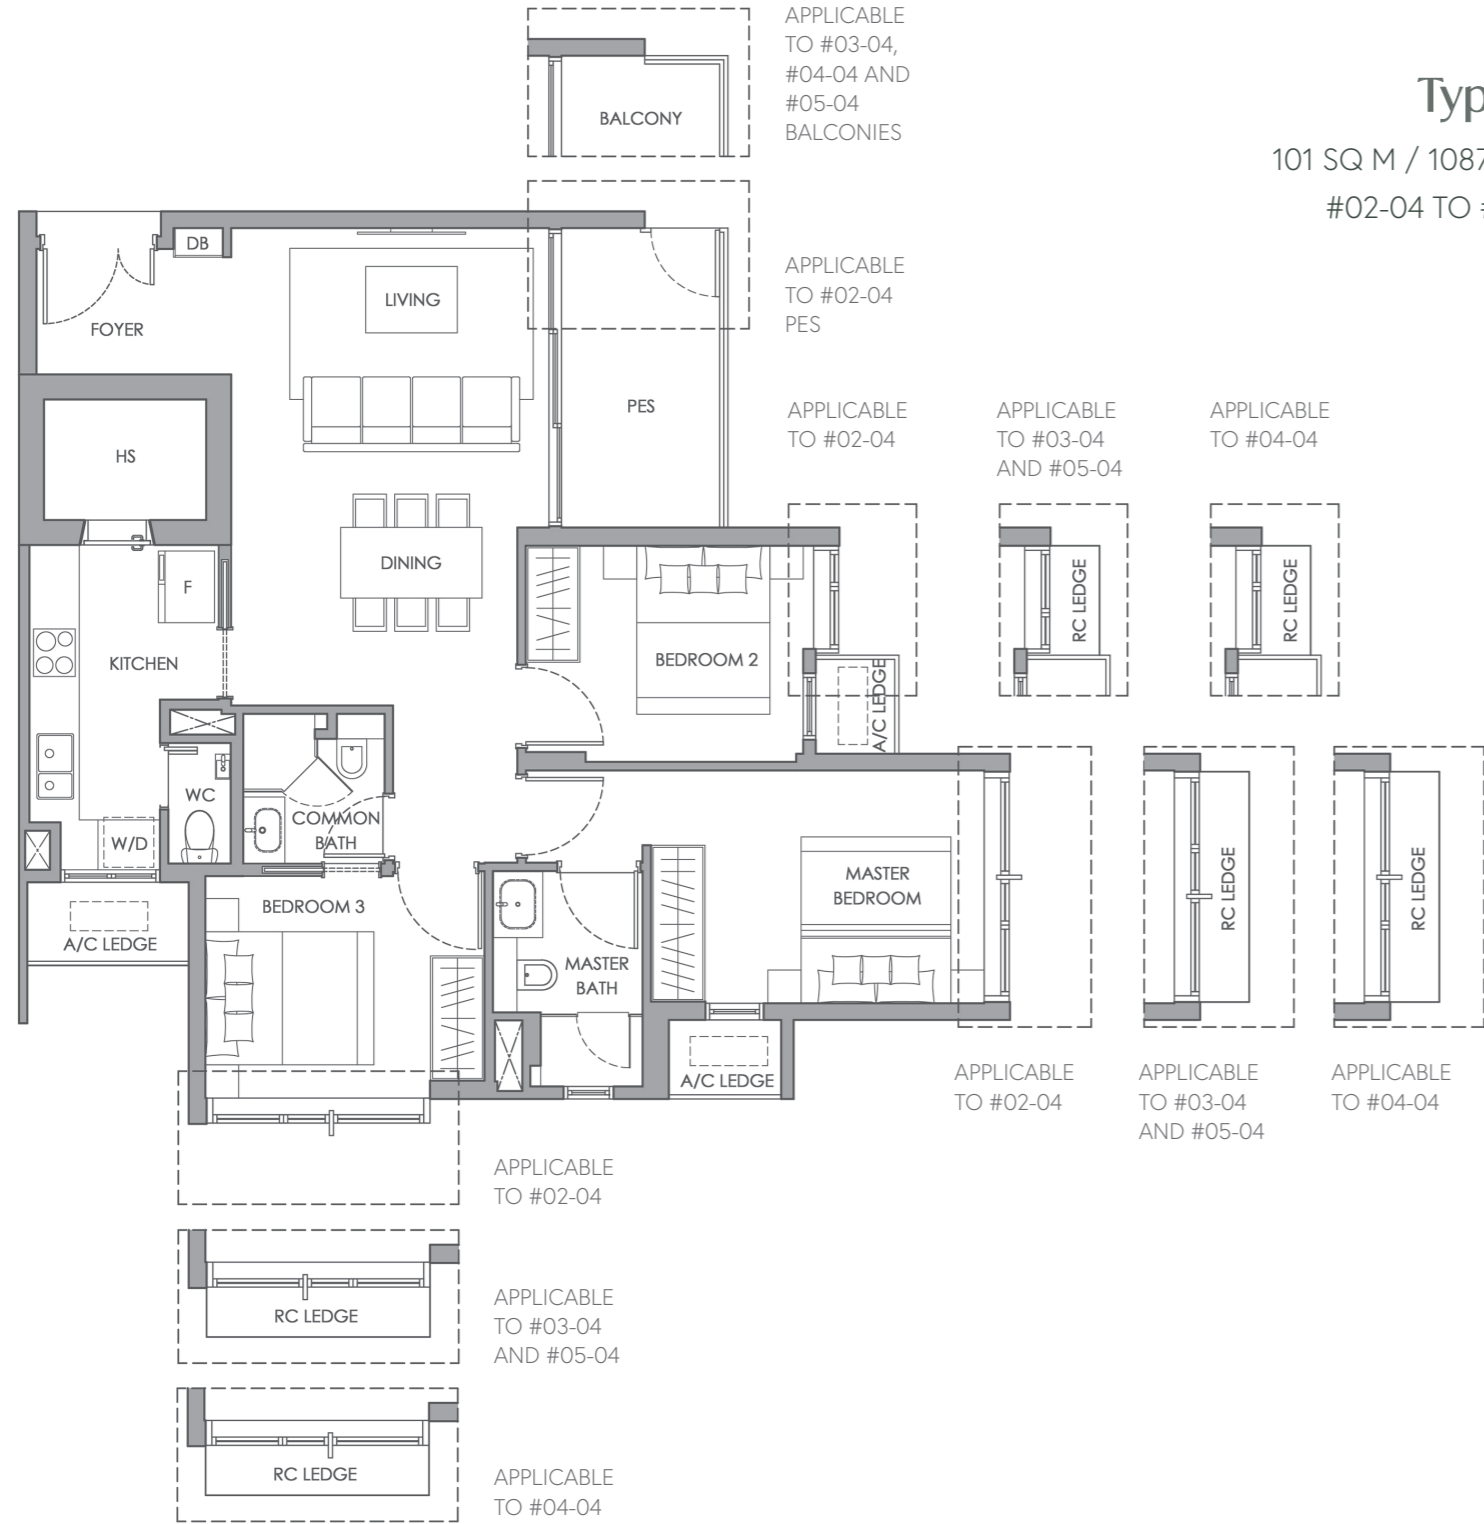 APPLICABLE
TO #03-04,
#04-04 AND
#05-04
BALCONIES
BALCONY
Typ
101 SQ M / 1087
#02-04 TO
DB
FOYER
LIVING
APPLICABLE
TO #02-04
PES
PES
HS
APPLICABLE
TO #02-04
APPLICABLE
TO #03-04
AND #05-04
APPLICABLE
TO #04-04
DINING
F
KITCHEN
BEDROOM 2
A/C LEDGE
RC LEDGE
RC LEDGE
WC
COMMON
BATH
W/D
A/C LEDGE
BEDROOM 3
MASTER
BATH
MASTER
BEDROOM
A/C LEDGE
RC LEDGE
RC LEDGE
APPLICABLE
TO #02-04
APPLICABLE
TO #03-04
AND #05-04
APPLICABLE
TO #04-04
APPLICABLE
TO #02-04
RC LEDGE
APPLICABLE
TO #03-04
AND #05-04
RC LEDGE
APPLICABLE
TO #04-04